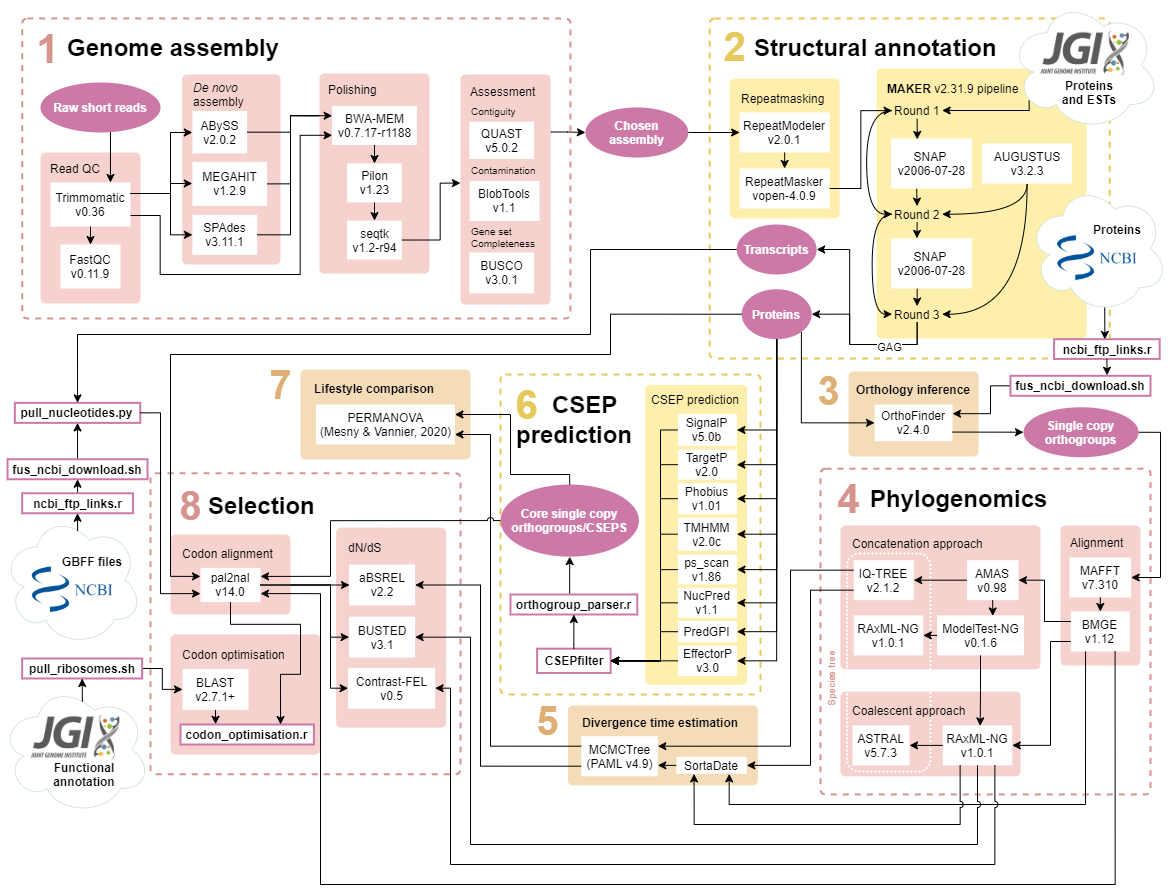 1 Genome assembly
Raw short reads
Read QC
Trimmomatic
v0.36
FastQC
v0.11.9
De novo
assembly
ABySS
v2.0.2
MEGAHIT
v1.2.9
SPAdes
v3.11.1
Polishing
BWA-MEM
v0.7.17-r1188
Pilon
v1.23
seqtk
v1.2-r94
Assessment
Contiguity
QUAST
v5.0.2
Contamination
BlobTools
v1.1
Gene set
Completeness
BUSCO
v3.0.1
Chosen
assembly
2 Structural annotation
Repeatmasking
RepeatModeler
v2.0.1
RepeatMasker
vopen-4.0.9
MAKER v2.31.9 pipeline
Round 1
SNAP
v2006-07-28
AUGUSTUS
v3.2.3
Round 2
SNAP
v2006-07-28
Round 3
GAG
JGI
JOINT GENOME INSTITUTE
Proteins
and ESTs
Proteins
NCBI
ncbi_ftp_links.r
fus_ncbi_download.sh
Transcripts
Proteins
3 Orthology inference
OrthoFinder
v2.4.0
Single copy
orthogroups
4 Phylogenomics
Concatenation approach
IQ-TREE
v2.1.2
AMAS
v0.98
RAxML-NG
v1.0.1
ModelTest-NG
v0.1.6
Alignment
MAFFT
v7.310
BMGE
v1.12
Species tree
Coalescent approach
ASTRAL
v5.7.3
RAxML-NG
v1.0.1
5 Divergence time estimation
MCMCTree
(PAML v4.9)
SortaDate
6 CSEP
prediction
CSEP prediction
SignalP
v5.0b
TargetP
v2.0
Phobius
v1.01
TMHMM
v2.0c
ps_scan
v1.86
NucPred
v1.1
PredGPI
EffectorP
v3.0
Core single copy
orthogroups/CSEPS
orthogroup_parser.r
CSEPfilter
7 Lifestyle comparison
PERMANOVA
(Mesny & Vannier, 2020)
8 Selection
Codon alignment
pal2nal
v14.0
dN/dS
aBSREL
v2.2
BUSTED
v3.1
Contrast-FEL
v0.5
Codon optimisation
BLAST
v2.7.1+
codon_optimisation.r
pull_nucleotides.py
fus_ncbi_download.sh
ncbi_ftp_links.r
GBFF files
NCBI
pull_ribosomes.sh
JGI
JOINT GENOME INSTITUTE
Functional
annotation